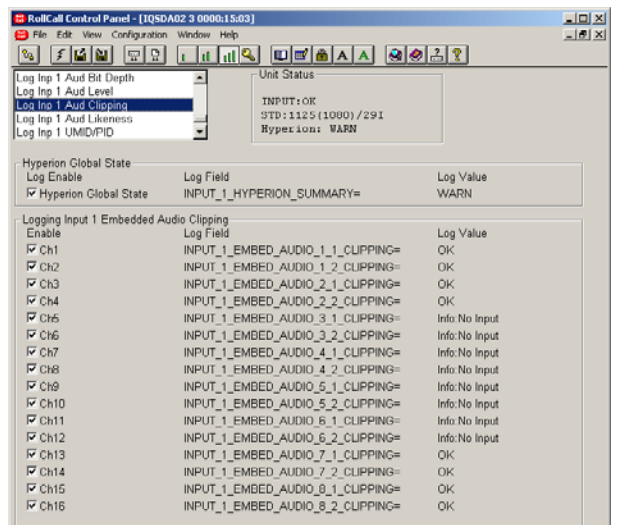 RollCall Control Panel - [IQSDA02 3 0000:15:03]
File Edit View Configuration Window Help
Log Inp 1 Aud Bit Depth
Log Inp 1 Aud Level
Log Inp 1 Aud Clipping
Log Inp 1 Aud Likeness
Log Inp 1 UMID/PID
Unit Status
INPUT:OK
STD:1125(1080)/29I
Hyperion: WARN
Hyperion Global State
Log Enable Log Field Log Value
Hyperion Global State INPUT_1_HYPERION_SUMMARY= WARN
Logging Input 1 Embedded Audio Clipping
Enable Log Field Log Value
Ch1 INPUT_1_EMBED_AUDIO_1_1_CLIPPING= OK
Ch2 INPUT_1_EMBED_AUDIO_1_2_CLIPPING= OK
Ch3 INPUT_1_EMBED_AUDIO_2_1_CLIPPING= OK
Ch4 INPUT_1_EMBED_AUDIO_2_2_CLIPPING= OK
Ch5 INPUT_1_EMBED_AUDIO_3_1_CLIPPING= Info:No Input
Ch6 INPUT_1_EMBED_AUDIO_3_2_CLIPPING= Info:No Input
Ch7 INPUT_1_EMBED_AUDIO_4_1_CLIPPING= Info:No Input
Ch8 INPUT_1_EMBED_AUDIO_4_2_CLIPPING= Info:No Input
Ch9 INPUT_1_EMBED_AUDIO_5_1_CLIPPING= Info:No Input
Ch10 INPUT_1_EMBED_AUDIO_5_2_CLIPPING= Info:No Input
Ch11 INPUT_1_EMBED_AUDIO_6_1_CLIPPING= Info:No Input
Ch12 INPUT_1_EMBED_AUDIO_6_2_CLIPPING= Info:No Input
Ch13 INPUT_1_EMBED_AUDIO_7_1_CLIPPING= OK
Ch14 INPUT_1_EMBED_AUDIO_7_2_CLIPPING= OK
Ch15 INPUT_1_EMBED_AUDIO_8_1_CLIPPING= OK
Ch16 INPUT_1_EMBED_AUDIO_8_2_CLIPPING= OK